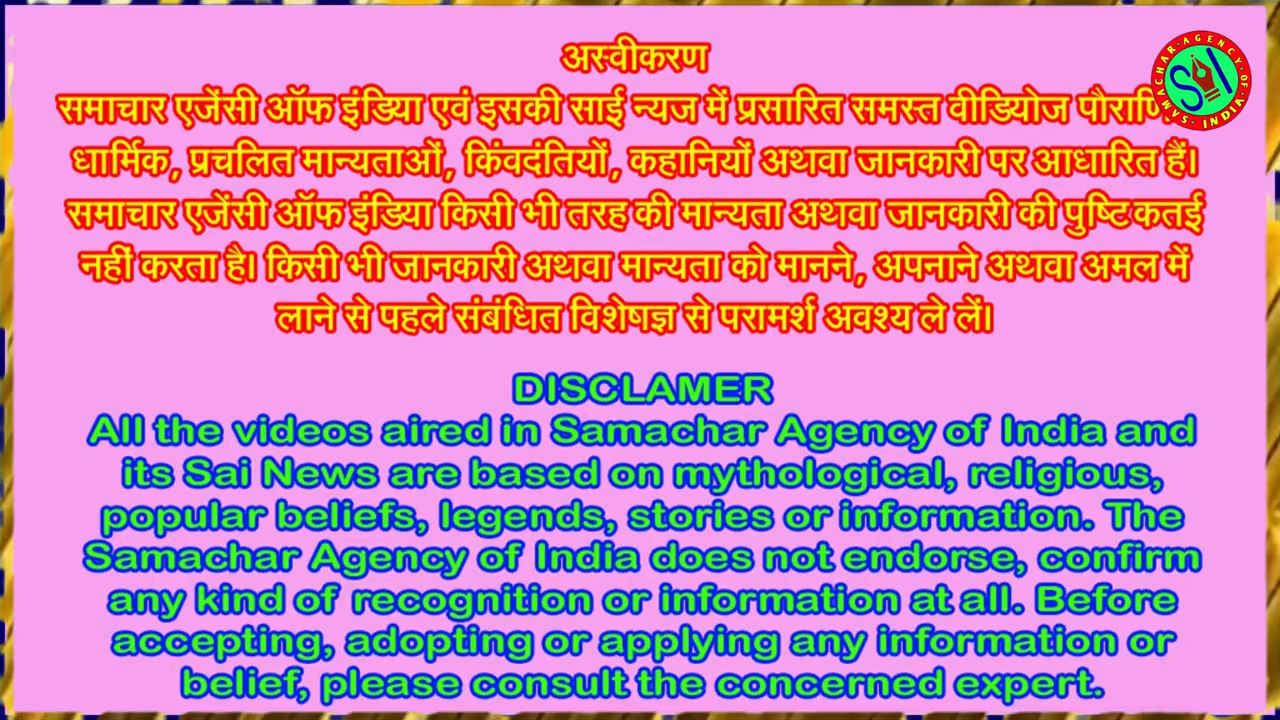 अस्वीकरण
समाचार एजेंसी ऑफ इंडिया एवं इसकी साई न्यज में प्रसारित समस्त वीडियोज
धार्मिक, प्रचलित मान्यताओं, किंवदंतियों, कहानियों अथवा जानकारी पर आधारित हैं।
समाचार एजेंसी ऑफ इंडिया किसी भी तरह की मान्यता अथवा जानकारी की पुष्टि कतई
नहीं करता है। किसी भी जानकारी अथवा मान्यता को मानने, अपनाने अथवा अमल में
लाने से पहले संबंधित विशेषज्ञ से परामर्श अवश्य ले लें।
SAMACHAR·AGENCY·OF·INDIA·
SAI
DISCLAMER
All the videos aired in Samachar Agency of India and
its Sai News are based on mythological, religious,
popular beliefs, legends, stories or information. The
Samachar Agency of India does not endorse, confirm
any kind of recognition or information at all. Before
accepting, adopting or applying any information or
belief, please consult the concerned expert.